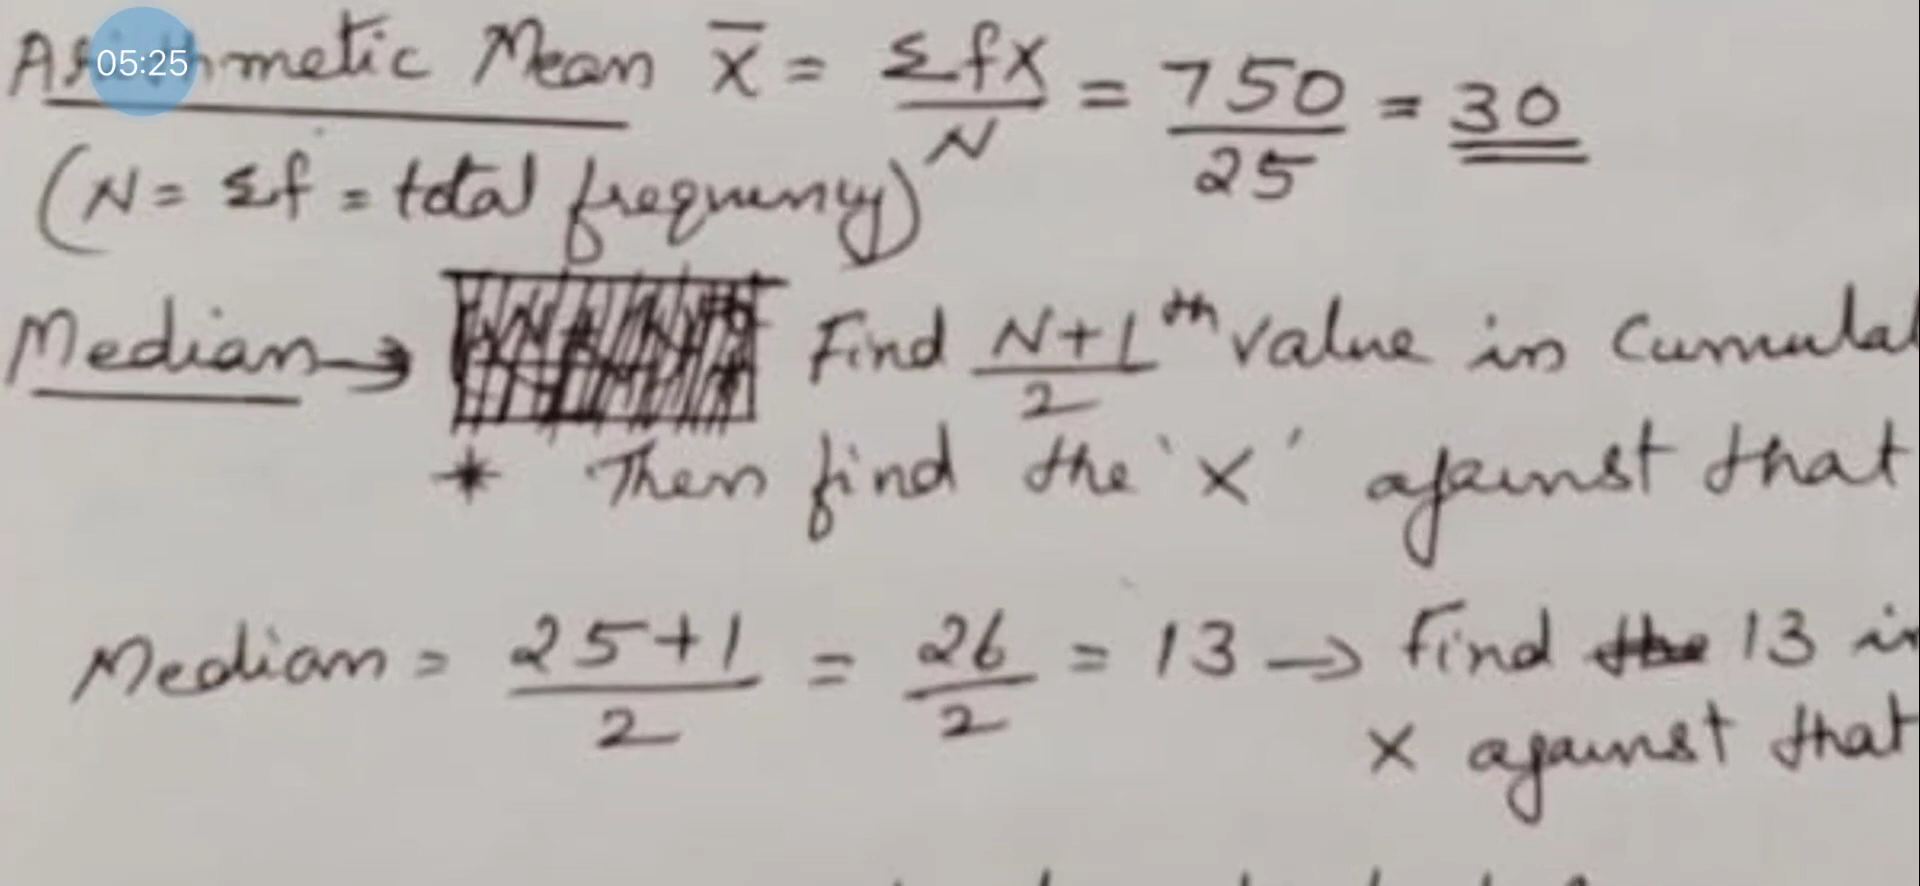 05:25
Arithmetic Mean x̄ = Σfx / N = 750 / 25 = 30
(N = Σf = total frequency)
Median → Find N+1 / 2 th value in Cumulat
* Then find the 'x' against that
Median = 25+1 / 2 = 26 / 2 = 13 → find the 13 in
x against that